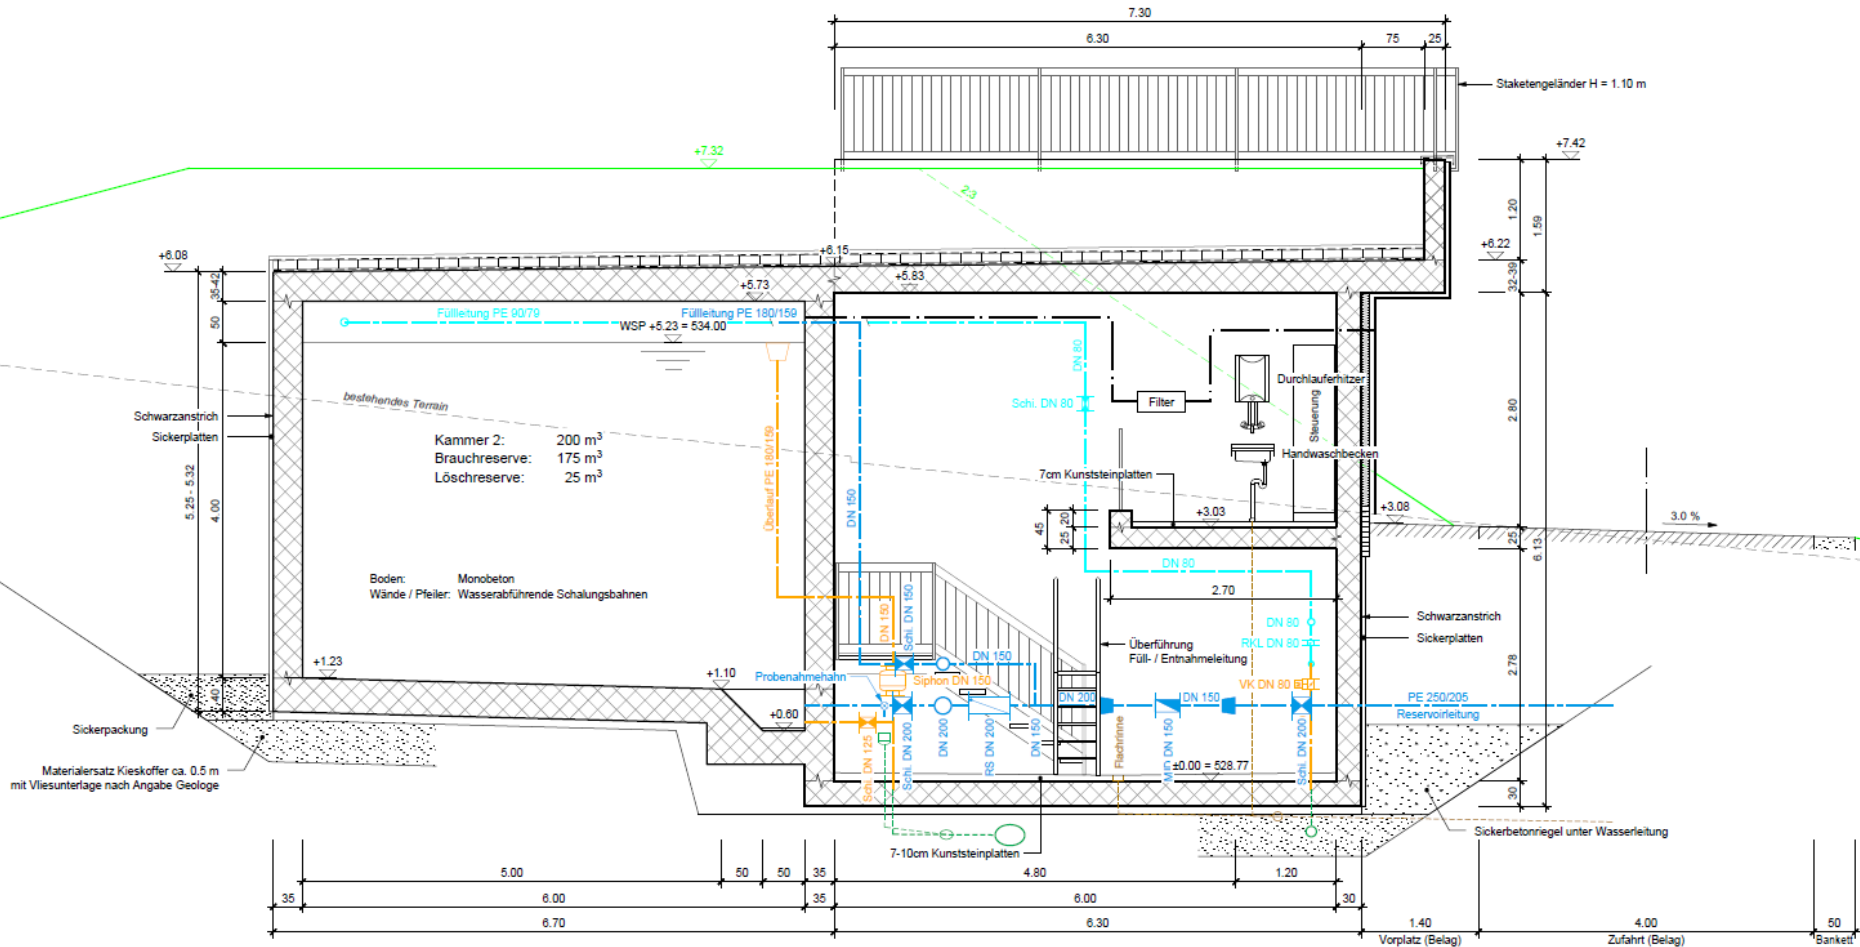 7.30
6.30
75
25
Staketengeländer H = 1.10 m
+7.32
+7.42
2:3
1.20
1.59
+6.08
+6.15
+6.22
35-42
+5.73
+5.83
32-39
50
Füllleitung PE 90/79
Füllleitung PE 180/159
WSP +5.23 = 534.00
DN 80
Durchlauferhitzer
bestehendes Terrain
Schi. DN 80
Filter
Steuerung
2.80
Schwarzanstrich
Sickerplatten
Kammer 2: 200 m³
Brauchreserve: 175 m³
Löschreserve: 25 m³
Überlauf PE 180/159
Handwaschbecken
7cm Kunststeinplatten
5.25 - 5.32
4.00
DN 150
+3.03
+3.08
3.0 %
45
20
25
25
6.13
DN 80
Boden: Monobeton
Wände / Pfeiler: Wasserabführende Schalungsbahnen
2.70
DN 150
Schi. DN 150
DN 80
Schwarzanstrich
RKL DN 80
Sickerplatten
Überführung
Füll- / Entnahmeleitung
+1.23
+1.10
DN 150
2.78
Probenahmehahn
Siphon DN 150
VK DN 80
40
DN 200
DN 150
PE 250/205
Reservoirleitung
+0.60
Sickerpackung
Schi. DN 125
Schi. DN 200
DN 200
RS DN 200
DN 150
Flachrinne
MID DN 150
±0.00 = 528.77
Schi. DN 200
Materialersatz Kieskoffer ca. 0.5 m
mit Vliesunterlage nach Angabe Geologe
30
Sickerbetonriegel unter Wasserleitung
7-10cm Kunststeinplatten
5.00
50
50
35
4.80
1.20
35
6.00
35
6.00
30
6.70
6.30
1.40
4.00
50
Vorplatz (Belag)
Zufahrt (Belag)
Bankett